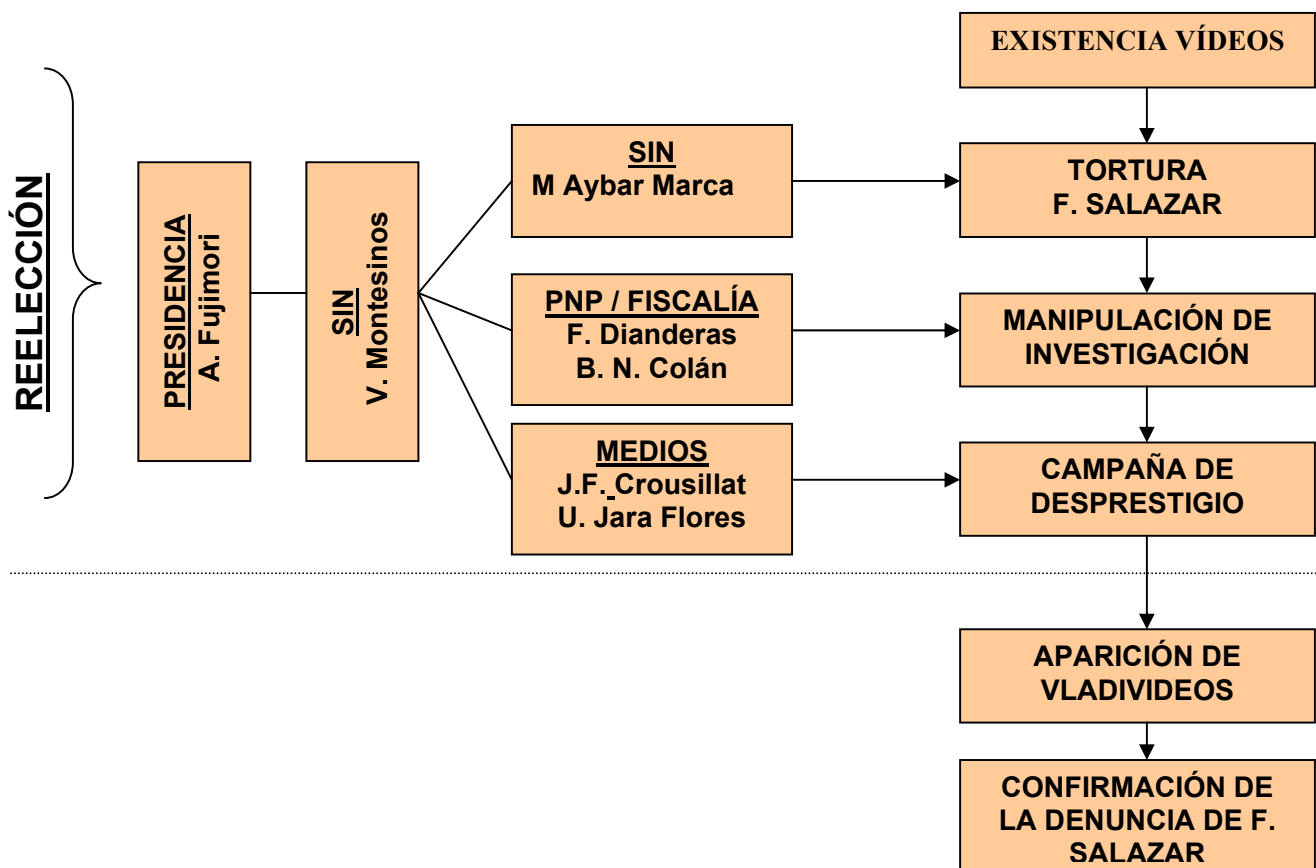 REELECCIÓN
PRESIDENCIA
A. Fujimori
SIN
V. Montesinos
SIN
M Aybar Marca
PNP / FISCALÍA
F. Dianderas
B. N. Colán
MEDIOS
J.F. Crousillat
U. Jara Flores
EXISTENCIA VÍDEOS
TORTURA
F. SALAZAR
MANIPULACIÓN DE
INVESTIGACIÓN
CAMPAÑA DE
DESPRESTIGIO
APARICIÓN DE
VLADIVIDEOS
CONFIRMACIÓN DE
LA DENUNCIA DE F.
SALAZAR